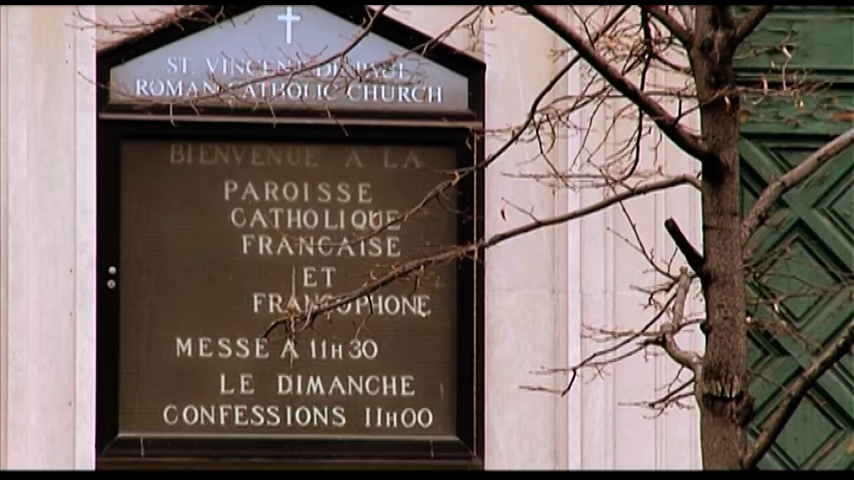 ST. VINCENT DE PAUL
ROMAN CATHOLIC CHURCH
BIENVENUE A LA
PAROISSE
CATHOLIQUE
FRANCAISE
ET
FRANCOPHONE
MESSE A 11H30
LE DIMANCHE
CONFESSIONS 11H00